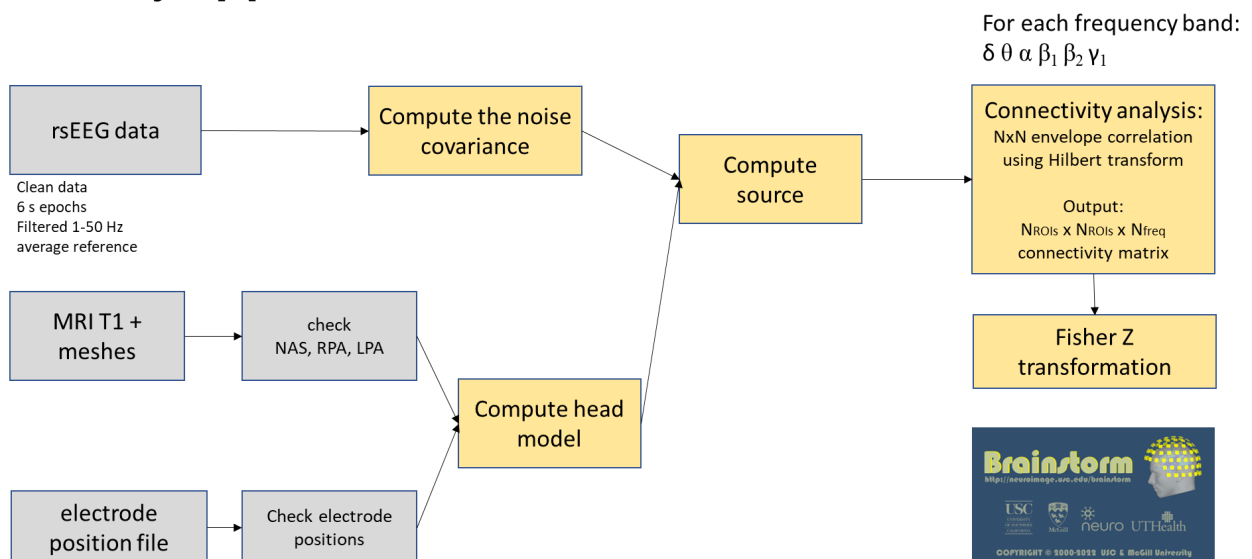 For each frequency band:
δ θ α β₁ β₂ γ₁
rsEEG data
Clean data
6 s epochs
Filtered 1-50 Hz
average reference
Compute the noise
covariance
Compute
source
Connectivity analysis:
NxN envelope correlation
using Hilbert transform
Output:
NROIs x NROIs x Nfreq
connectivity matrix
MRI T1 +
meshes
check
NAS, RPA, LPA
Compute head
model
Fisher Z
transformation
electrode
position file
Check electrode
positions
Brainstorm
http://neuroimage.usc.edu/brainstorm
USC
McGill
neuro
UTHealth
COPYRIGHT © 2000-2022 USC & McGill University